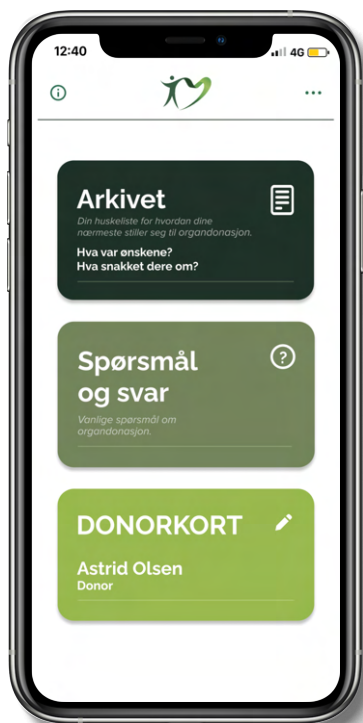 12:40
4G
Arkivet
Din huskeliste for hvordan dine
nærmeste stiller seg til organdonasjon.
Hva var ønskene?
Hva snakket dere om?
Spørsmål
og svar
Vanlige spørsmål om
organdonasjon.
DONORKORT
Astrid Olsen
Donor